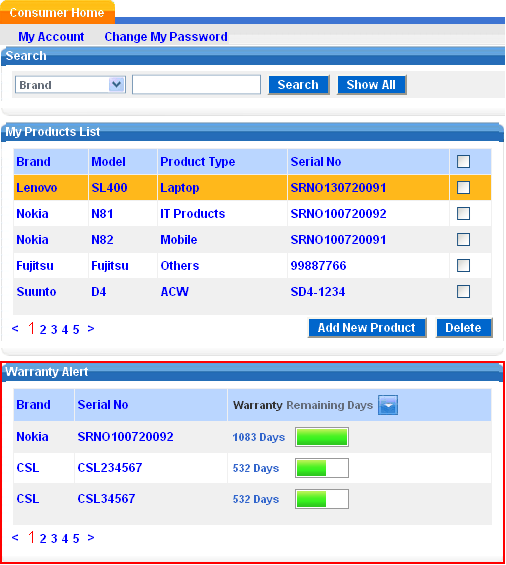 Consumer Home
My Account Change My Password
Search
Brand Search Show All
My Products List
Brand Model Product Type Serial No
Lenovo SL400 Laptop SRNO130720091
Nokia N81 IT Products SRNO100720092
Nokia N82 Mobile SRNO100720091
Fujitsu Fujitsu Others 99887766
Suunto D4 ACW SD4-1234
< 1 2 3 4 5 > Add New Product Delete
Warranty Alert
Brand Serial No Warranty Remaining Days
Nokia SRNO100720092 1083 Days
CSL CSL234567 532 Days
CSL CSL34567 532 Days
< 1 2 3 4 5 >